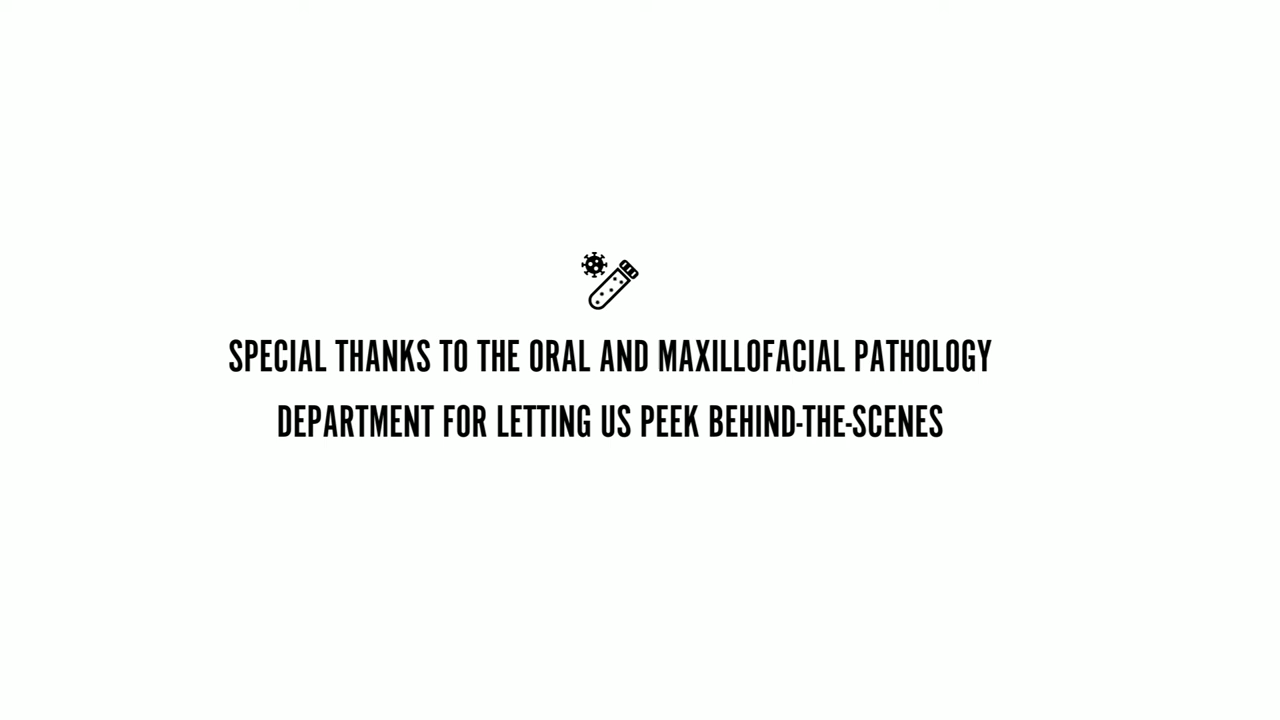 SPECIAL THANKS TO THE ORAL AND MAXILLOFACIAL PATHOLOGY
DEPARTMENT FOR LETTING US PEEK BEHIND-THE-SCENES